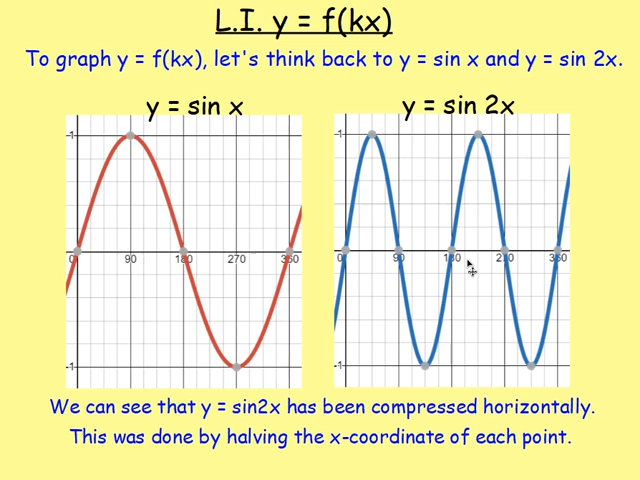 L.I. y = f(kx)
To graph y = f(kx), let's think back to y = sin x and y = sin 2x.
y = sin x
y = sin 2x
1
0 90 180 270 360
-1
1
0 90 180 270 360
-1
We can see that y = sin2x has been compressed horizontally.
This was done by halving the x-coordinate of each point.